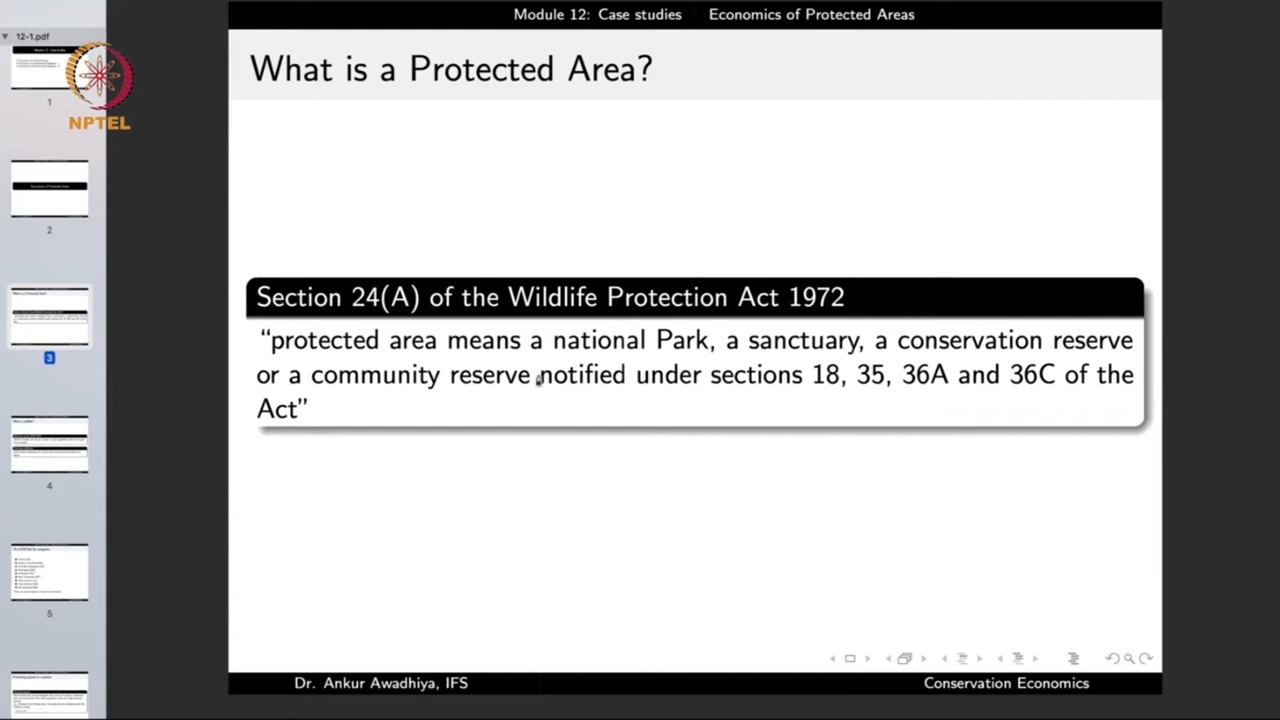 Module 12: Case studies Economics of Protected Areas
12-1.pdf
What is a Protected Area?
NPTEL
1
2
3
4
5
Section 24(A) of the Wildlife Protection Act 1972
“protected area means a national Park, a sanctuary, a conservation reserve
or a community reserve notified under sections 18, 35, 36A and 36C of the
Act”
Dr. Ankur Awadhiya, IFS Conservation Economics